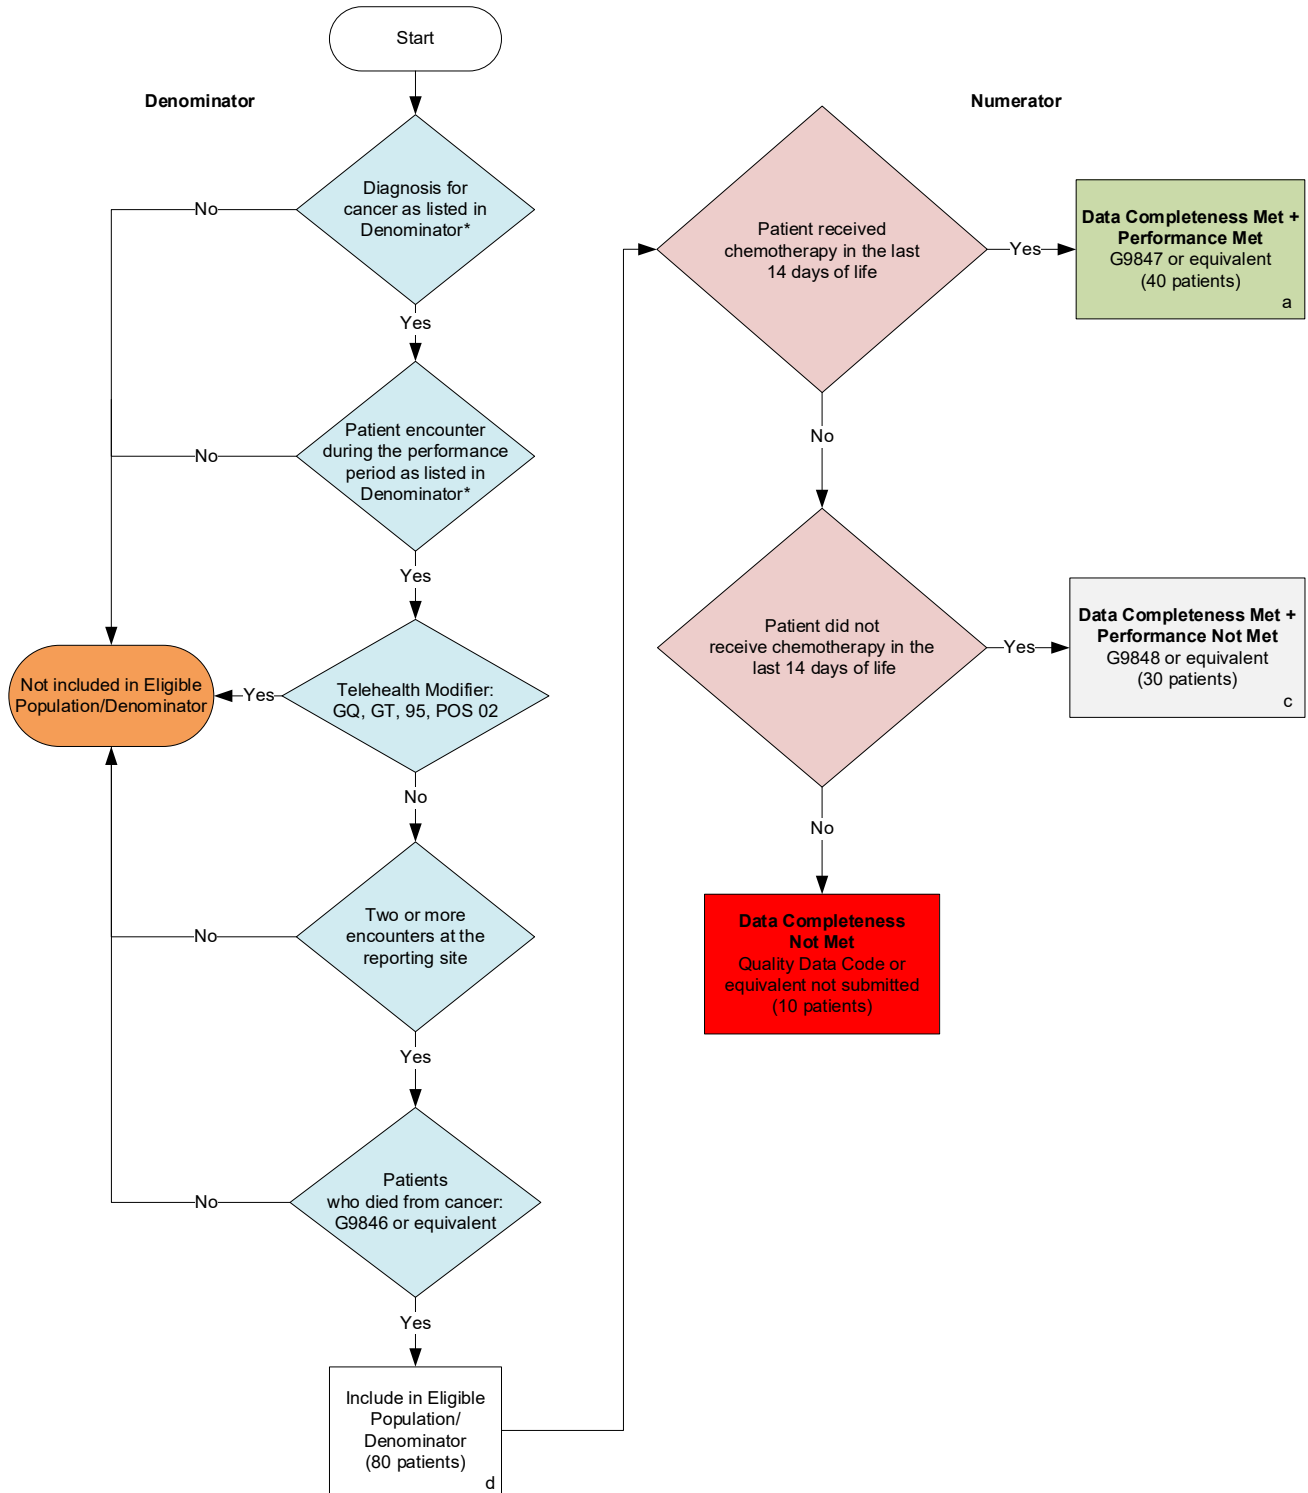 Start
Denominator
Diagnosis for
cancer as listed in
Denominator*
No
Yes
Patient encounter
during the performance
period as listed in
Denominator*
No
Yes
Telehealth Modifier:
GQ, GT, 95, POS 02
Yes
Not included in Eligible
Population/Denominator
No
Two or more
encounters at the
reporting site
No
Yes
Patients
who died from cancer:
G9846 or equivalent
No
Yes
Include in Eligible
Population/
Denominator
(80 patients)
d
Numerator
Patient received
chemotherapy in the last
14 days of life
Yes
Data Completeness Met +
Performance Met
G9847 or equivalent
(40 patients)
a
No
Patient did not
receive chemotherapy in the
last 14 days of life
Yes
Data Completeness Met +
Performance Not Met
G9848 or equivalent
(30 patients)
c
No
Data Completeness
Not Met
Quality Data Code or
equivalent not submitted
(10 patients)